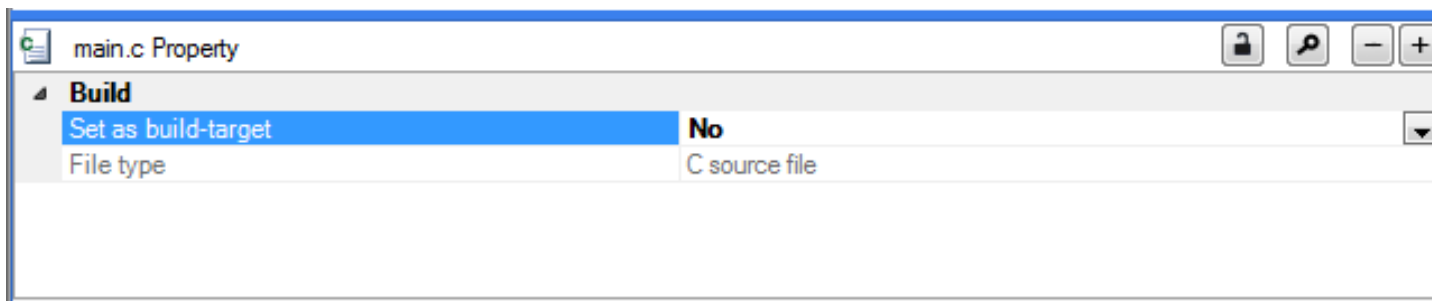 main.c Property
Build
Set as build-target No
File type C source file